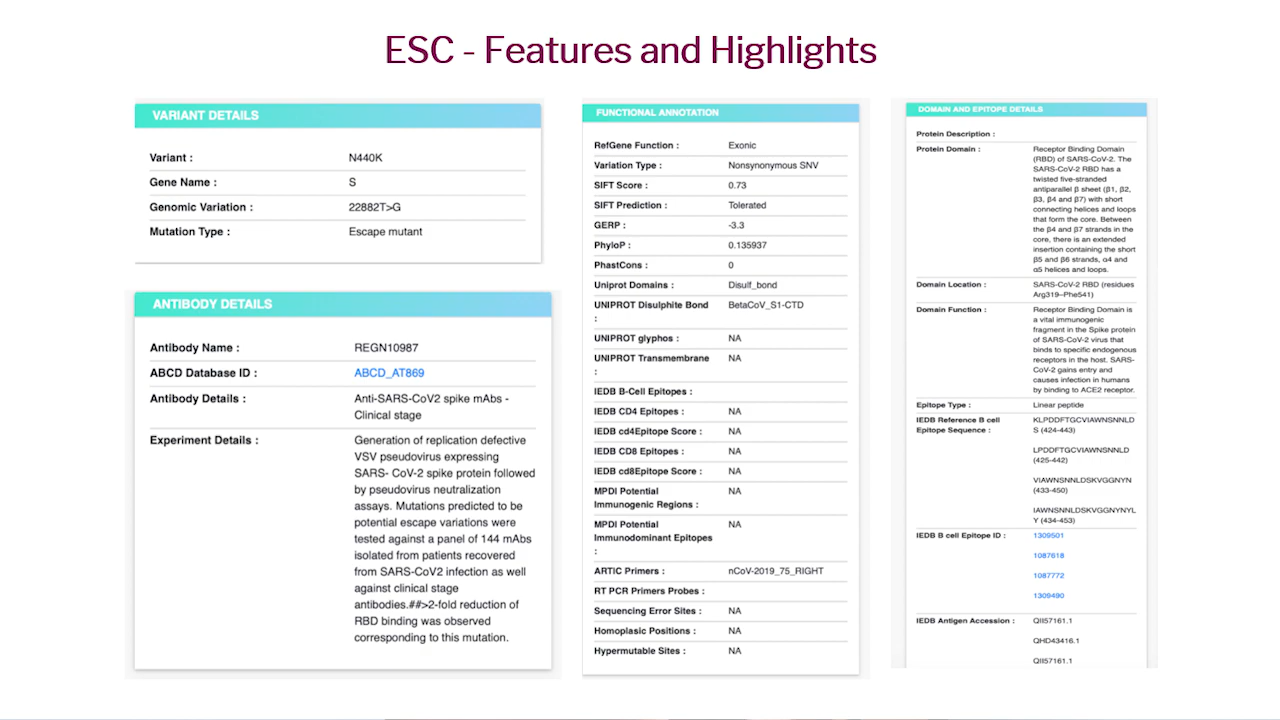 ESC - Features and Highlights
VARIANT DETAILS
Variant : N440K
Gene Name : S
Genomic Variation : 22882T>G
Mutation Type : Escape mutant
ANTIBODY DETAILS
Antibody Name : REGN10987
ABCD Database ID : ABCD_AT869
Antibody Details : Anti-SARS-CoV2 spike mAbs -
Clinical stage
Experiment Details : Generation of replication defective
VSV pseudovirus expressing
SARS- CoV-2 spike protein followed
by pseudovirus neutralization
assays. Mutations predicted to be
potential escape variations were
tested against a panel of 144 mAbs
isolated from patients recovered
from SARS-CoV2 infection as well
against clinical stage
antibodies.##>2-fold reduction of
RBD binding was observed
corresponding to this mutation.
FUNCTIONAL ANNOTATION
RefGene Function : Exonic
Variation Type : Nonsynonymous SNV
SIFT Score : 0.73
SIFT Prediction : Tolerated
GERP : -3.3
PhyloP : 0.135937
PhastCons : 0
Uniprot Domains : Disulf_bond
UNIPROT Disulphite Bond BetaCoV_S1-CTD
:
UNIPROT glyphos : NA
UNIPROT Transmembrane NA
:
IEDB B-Cell Epitopes :
IEDB CD4 Epitopes : NA
IEDB cd4Epitope Score : NA
IEDB CD8 Epitopes : NA
IEDB cd8Epitope Score : NA
MPDI Potential NA
Immunogenic Regions :
MPDI Potential NA
Immunodominant Epitopes
:
ARTIC Primers : nCoV-2019_75_RIGHT
RT PCR Primers Probes :
Sequencing Error Sites : NA
Homoplasic Positions : NA
Hypermutable Sites : NA
DOMAIN AND EPITOPE DETAILS
Protein Description :
Protein Domain : Receptor Binding Domain
(RBD) of SARS-CoV-2. The
SARS-CoV-2 RBD has a
twisted five-stranded
antiparallel β sheet (β1, β2,
β3, β4 and β7) with short
connecting helices and loops
that form the core. Between
the β4 and β7 strands in the
core, there is an extended
insertion containing the short
β5 and β6 strands, α4 and
α5 helices and loops.
Domain Location : SARS-CoV-2 RBD (residues
Arg319–Phe541)
Domain Function : Receptor Binding Domain is
a vital immunogenic
fragment in the Spike protein
of SARS-CoV-2 virus that
binds to specific endogenous
receptors in the host. SARS-
CoV-2 gains entry and
causes infection in humans
by binding to ACE2 receptor.
Epitope Type : Linear peptide
IEDB Reference B cell KLPDDFTGCVIAWNSNNLD
Epitope Sequence : S (424-443)
LPDDFTGCVIAWNSNNLD
(425-442)
VIAWNSNNLDSKVGGNYN
(433-450)
IAWNSNNLDSKVGGNYNYL
Y (434-453)
IEDB B cell Epitope ID : 1309501
1087618
1087772
1309490
IEDB Antigen Accession : QII57161.1
QHD43416.1
QII57161.1